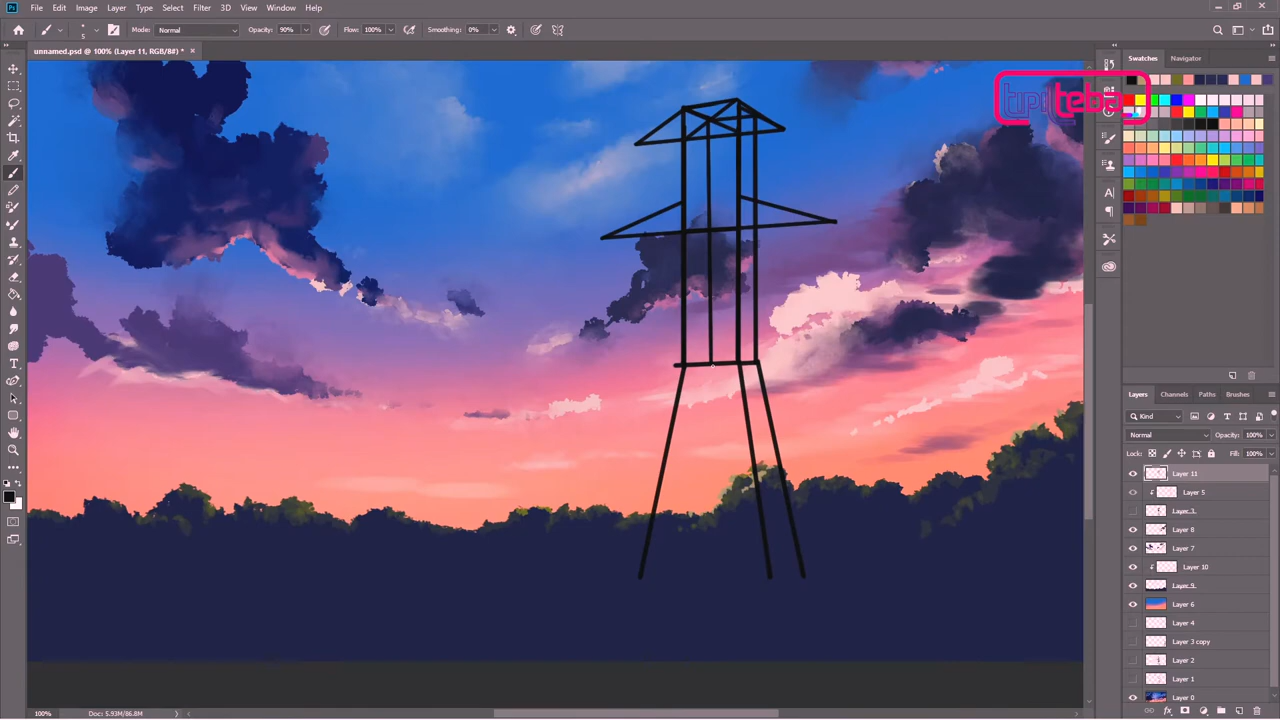 File Edit Image Layer Type Select Filter 3D View Window Help
Mode: Normal Opacity: 90% Flow: 100% Smoothing: 0%
5
unnamed.psd @ 100% (Layer 11, RGB/8#) *
Swatches Navigator
tipiteba
Layers Channels Paths Brushes
Kind
Normal Opacity: 100%
Lock: Fill: 100%
Layer 11
Layer 5
Layer 3
Layer 8
Layer 7
Layer 10
Layer 9
Layer 6
Layer 4
Layer 3 copy
Layer 2
Layer 1
Layer 0
100% Doc: 5.93M/86.8M